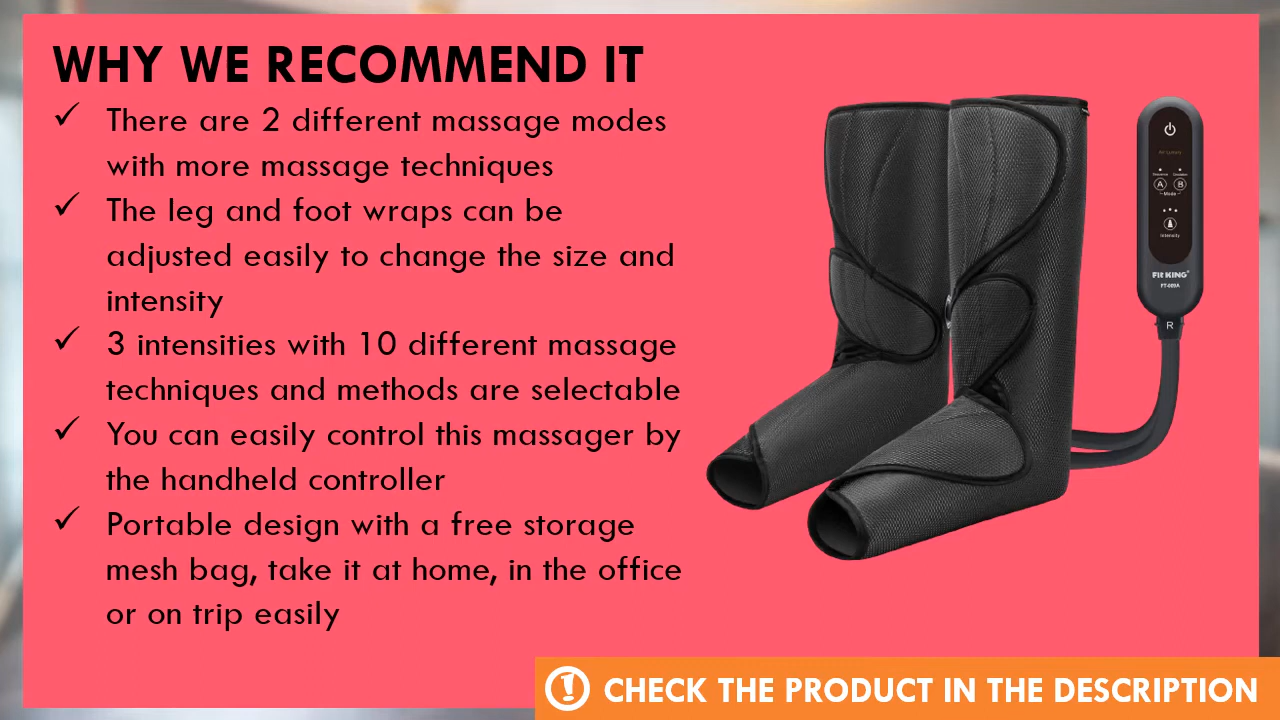 WHY WE RECOMMEND IT
✓ There are 2 different massage modes
with more massage techniques
✓ The leg and foot wraps can be
adjusted easily to change the size and
intensity
✓ 3 intensities with 10 different massage
techniques and methods are selectable
✓ You can easily control this massager by
the handheld controller
✓ Portable design with a free storage
mesh bag, take it at home, in the office
or on trip easily
A B
Mode
Intensity
Fit KING
R
CHECK THE PRODUCT IN THE DESCRIPTION